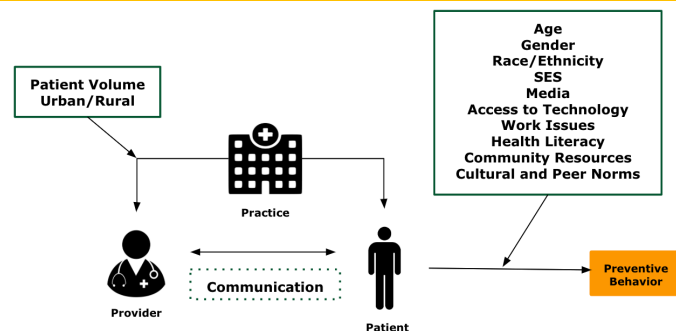 Patient Volume
Urban/Rural
Age
Gender
Race/Ethnicity
SES
Media
Access to Technology
Work Issues
Health Literacy
Community Resources
Cultural and Peer Norms
Practice
Communication
Provider
Patient
Preventive
Behavior